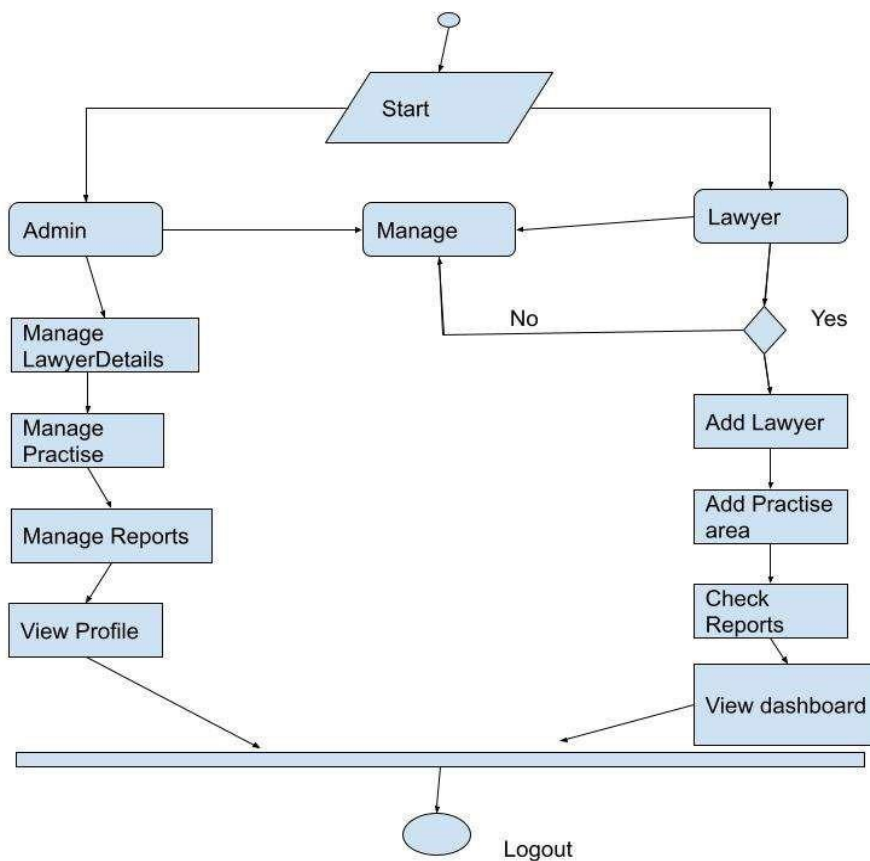 Start
Admin
Manage
Lawyer
No
Yes
Manage
LawyerDetails
Add Lawyer
Manage
Practise
Add Practise
area
Manage Reports
Check
Reports
View Profile
View dashboard
Logout